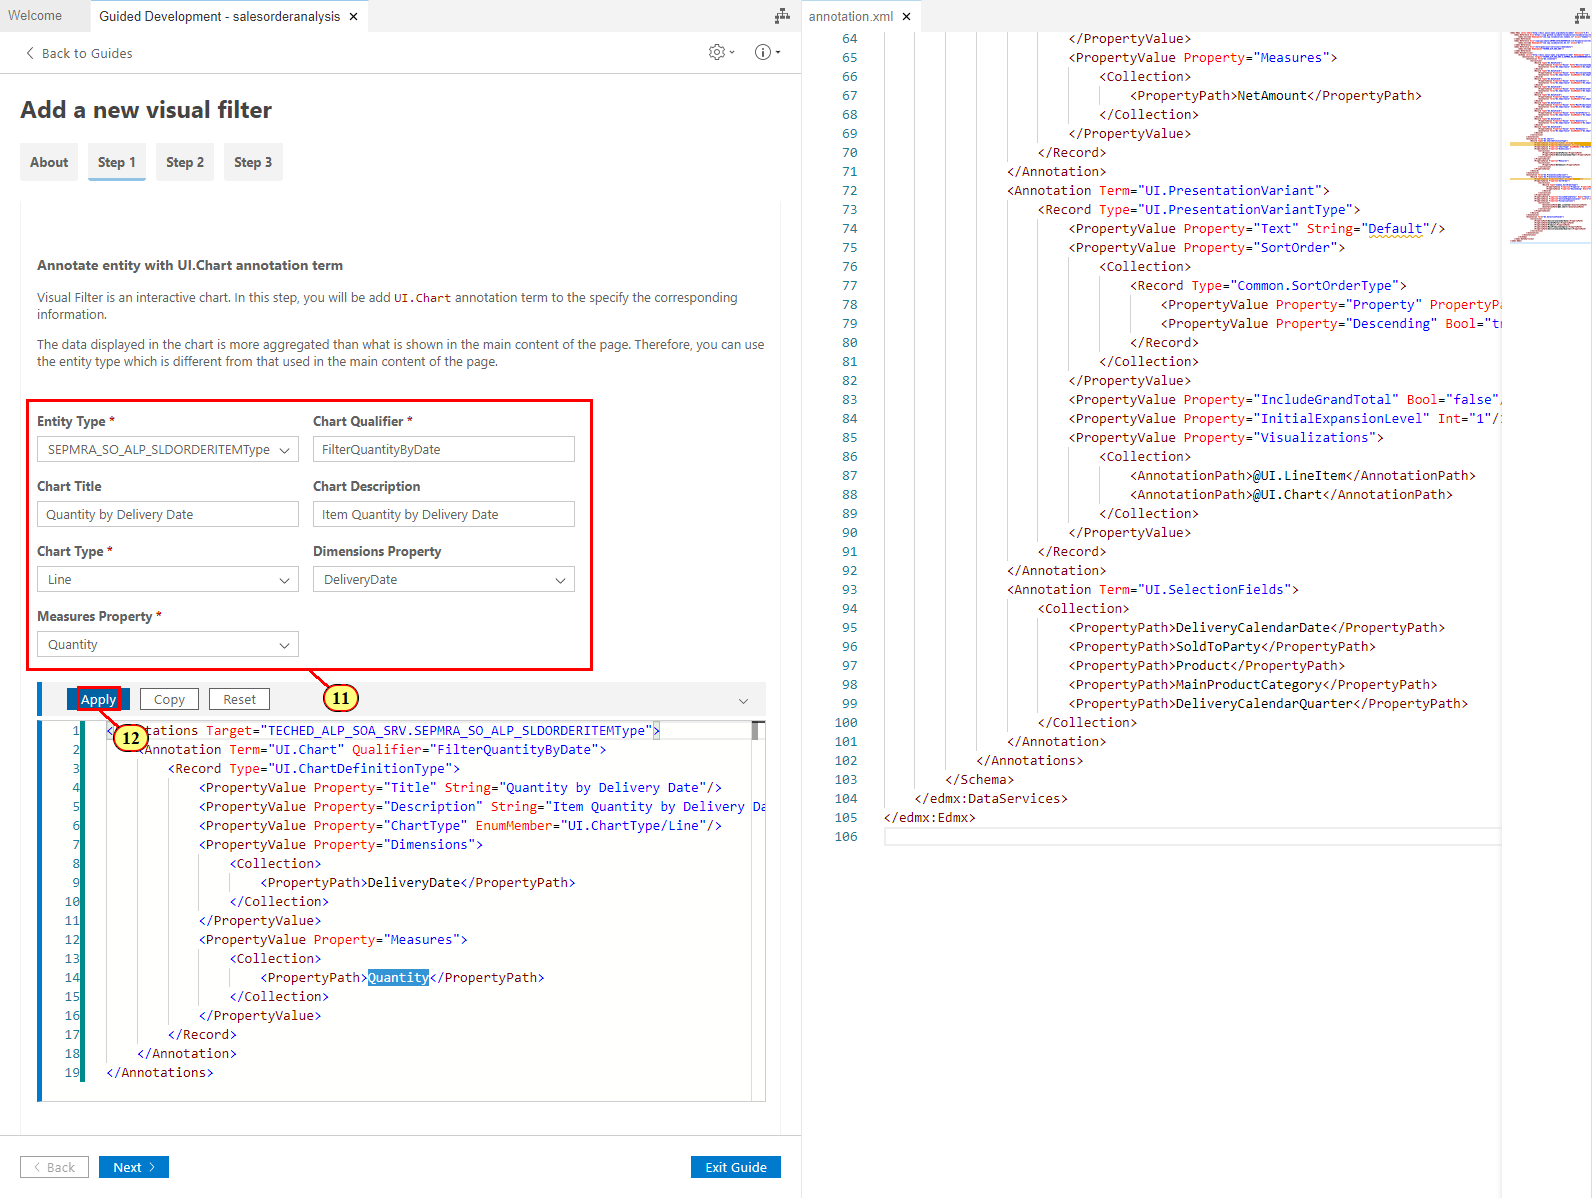 Welcome
Guided Development - salesorderanalysis
Back to Guides
Add a new visual filter
About
Step 1
Step 2
Step 3
Annotate entity with UI.Chart annotation term
Visual Filter is an interactive chart. In this step, you will be add UI.Chart annotation term to the specify the corresponding
information.
The data displayed in the chart is more aggregated than what is shown in the main content of the page. Therefore, you can use
the entity type which is different from that used in the main content of the page.
Entity Type *
Chart Qualifier *
SEPMRA_SO_ALP_SLDORDERITEMType
FilterQuantityByDate
Chart Title
Chart Description
Quantity by Delivery Date
Item Quantity by Delivery Date
Chart Type *
Dimensions Property
Line
DeliveryDate
Measures Property *
Quantity
11
Apply
Copy
Reset
12
1 < tations Target="TECHED_ALP_SOA_SRV.SEPMRA_SO_ALP_SLDORDERITEMType">
2 <Annotation Term="UI.Chart" Qualifier="FilterQuantityByDate">
3 <Record Type="UI.ChartDefinitionType">
4 <PropertyValue Property="Title" String="Quantity by Delivery Date"/>
5 <PropertyValue Property="Description" String="Item Quantity by Delivery Da
6 <PropertyValue Property="ChartType" EnumMember="UI.ChartType/Line"/>
7 <PropertyValue Property="Dimensions">
8 <Collection>
9 <PropertyPath>DeliveryDate</PropertyPath>
10 </Collection>
11 </PropertyValue>
12 <PropertyValue Property="Measures">
13 <Collection>
14 <PropertyPath>Quantity</PropertyPath>
15 </Collection>
16 </PropertyValue>
17 </Record>
18 </Annotation>
19 </Annotations>
Back
Next
Exit Guide
annotation.xml
64 </PropertyValue>
65 <PropertyValue Property="Measures">
66 <Collection>
67 <PropertyPath>NetAmount</PropertyPath>
68 </Collection>
69 </PropertyValue>
70 </Record>
71 </Annotation>
72 <Annotation Term="UI.PresentationVariant">
73 <Record Type="UI.PresentationVariantType">
74 <PropertyValue Property="Text" String="Default"/>
75 <PropertyValue Property="SortOrder">
76 <Collection>
77 <Record Type="Common.SortOrderType">
78 <PropertyValue Property="Property" PropertyPa
79 <PropertyValue Property="Descending" Bool="tr
80 </Record>
81 </Collection>
82 </PropertyValue>
83 <PropertyValue Property="IncludeGrandTotal" Bool="false"/
84 <PropertyValue Property="InitialExpansionLevel" Int="1"/>
85 <PropertyValue Property="Visualizations">
86 <Collection>
87 <AnnotationPath>@UI.LineItem</AnnotationPath>
88 <AnnotationPath>@UI.Chart</AnnotationPath>
89 </Collection>
90 </PropertyValue>
91 </Record>
92 </Annotation>
93 <Annotation Term="UI.SelectionFields">
94 <Collection>
95 <PropertyPath>DeliveryCalendarDate</PropertyPath>
96 <PropertyPath>SoldToParty</PropertyPath>
97 <PropertyPath>Product</PropertyPath>
98 <PropertyPath>MainProductCategory</PropertyPath>
99 <PropertyPath>DeliveryCalendarQuarter</PropertyPath>
100 </Collection>
101 </Annotation>
102 </Annotations>
103 </Schema>
104 </edmx:DataServices>
105 </edmx:Edmx>
106